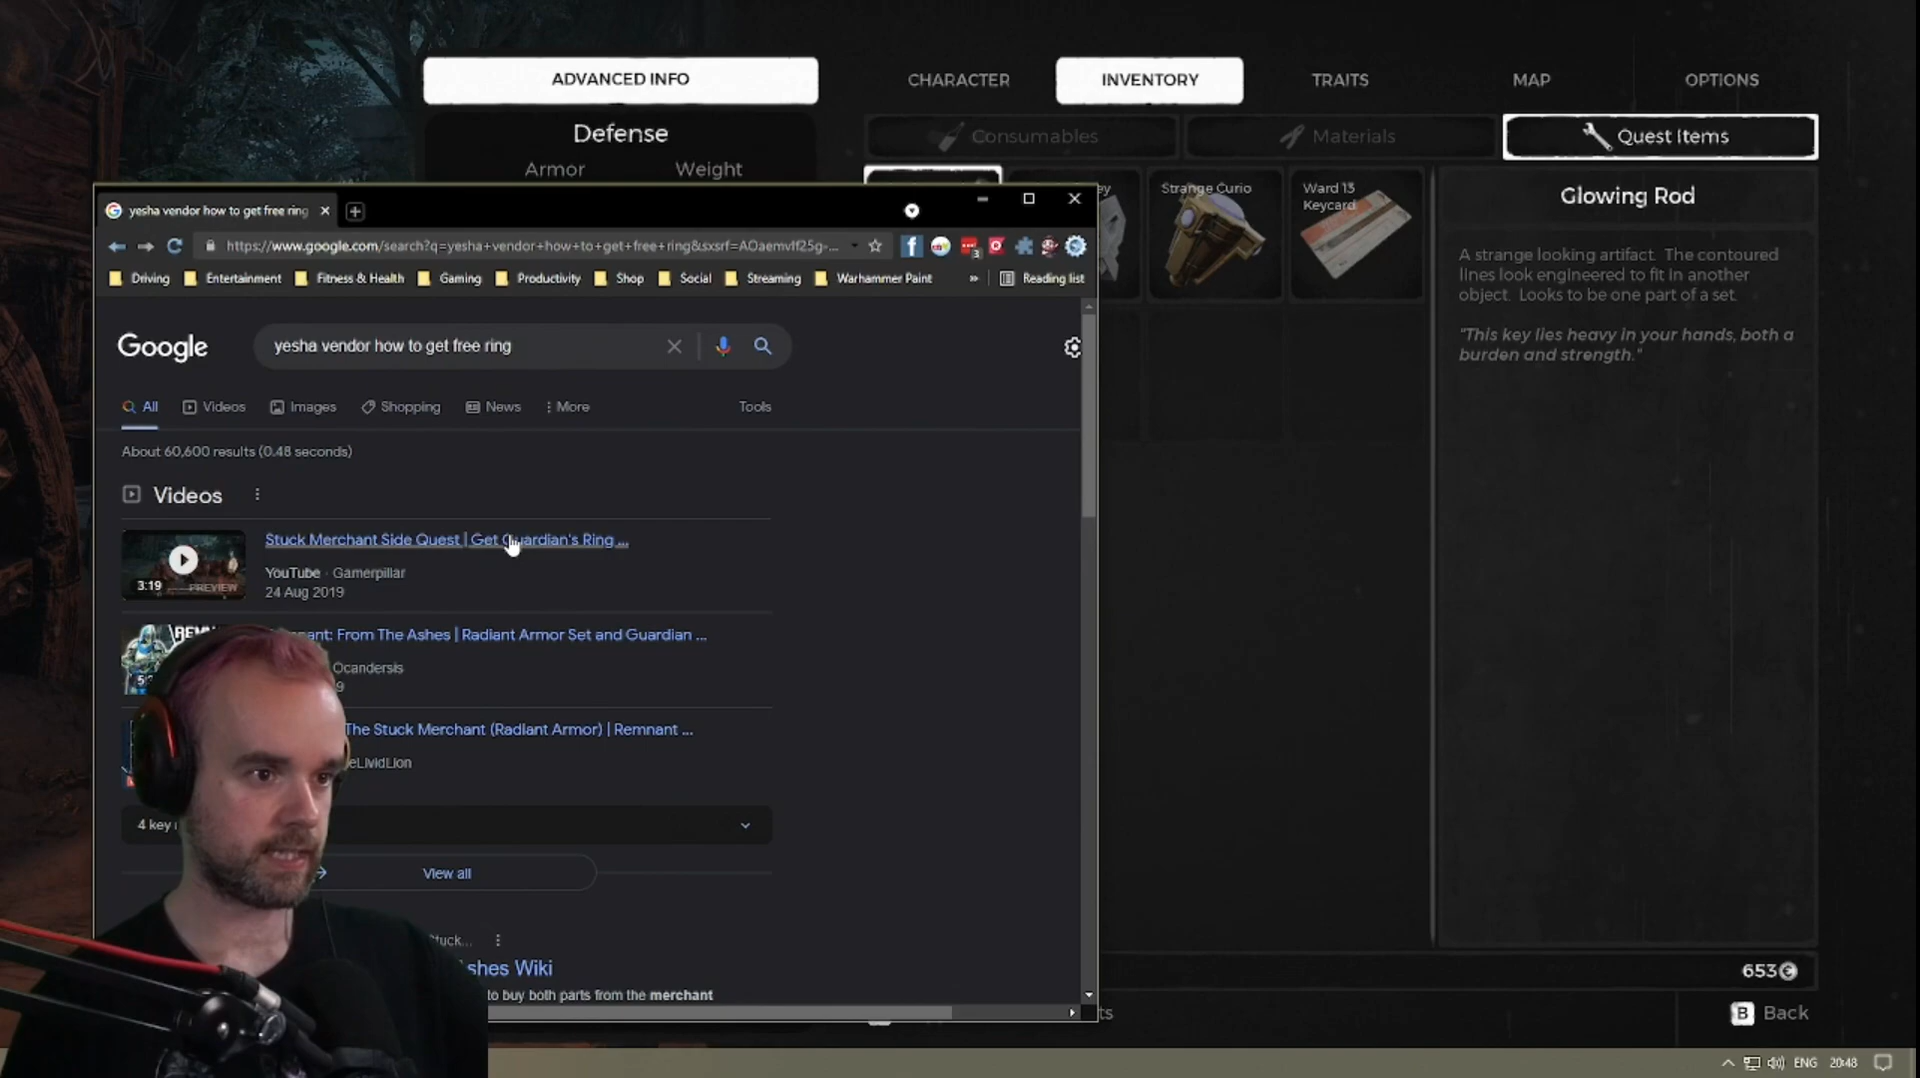 ADVANCED INFO
CHARACTER
INVENTORY
TRAITS
MAP
OPTIONS
Defense
Armor
Weight
Consumables
Materials
Quest Items
Strange Curio
Ward 13
Keycard
Glowing Rod
A strange looking artifact. The contoured
lines look engineered to fit in another
object. Looks to be one part of a set.
"This key lies heavy in your hands, both a
burden and strength."
653
B Back
yesha vendor how to get free ring
https://www.google.com/search?q=yesha+vendor+how+to+get+free+ring&sxsrf=AOaemvIf25g-...
Driving
Entertainment
Fitness & Health
Gaming
Productivity
Shop
Social
Streaming
Warhammer Paint
»
Reading list
Google
yesha vendor how to get free ring
All
Videos
Images
Shopping
News
More
Tools
About 60,600 results (0.48 seconds)
Videos
Stuck Merchant Side Quest | Get Guardian's Ring ...
YouTube · Gamerpillar
24 Aug 2019
3:19
PREVIEW
From The Ashes | Radiant Armor Set and Guardian ...
Ocandersis
The Stuck Merchant (Radiant Armor) | Remnant ...
eLividLion
4 key
View all
tuck...
shes Wiki
to buy both parts from the merchant
ENG
20:48